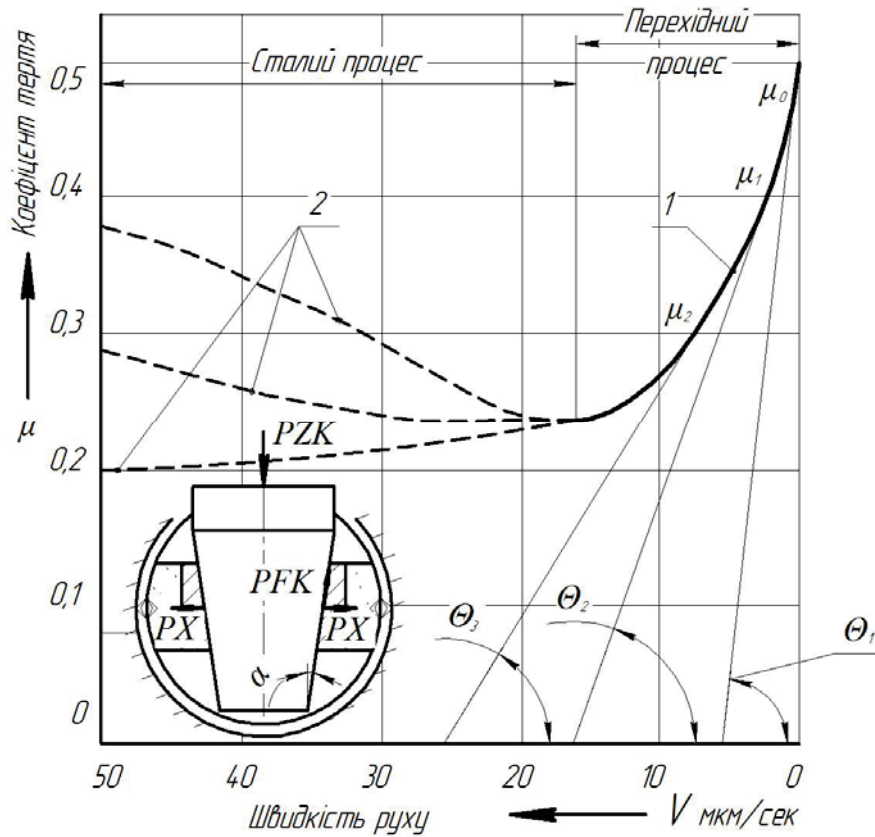 Перехідний
процес
Сталий процес
Коефіцент тертя
μ
0,5
0,4
0,3
0,2
0,1
0
μ₀
μ₁
μ₂
1
2
PZK
PFK
PX
PX
α
Θ₃
Θ₂
Θ₁
50
40
30
20
10
0
Швидкість руху
V мкм/сек